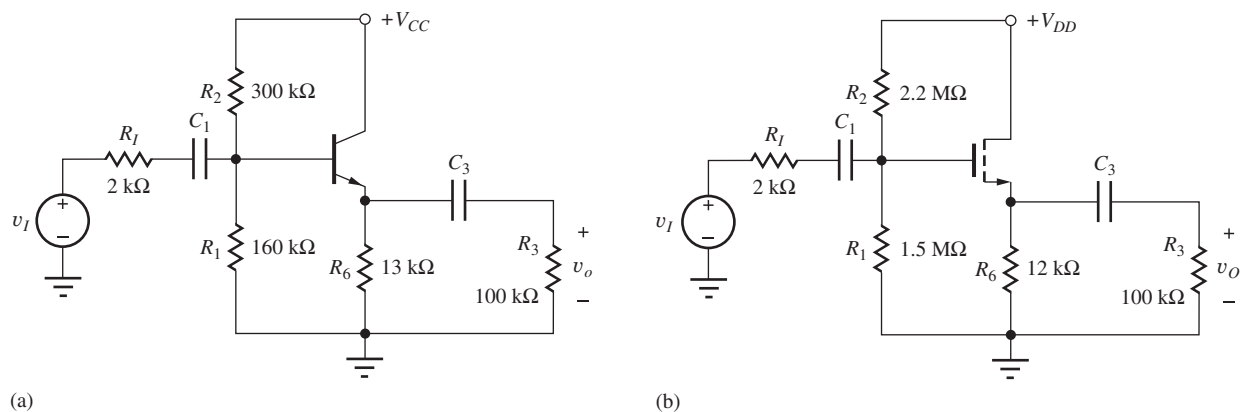 +V_CC
R_2 300 kΩ
C_1
R_I
2 kΩ
C_3
v_I
+
−
R_1 160 kΩ
R_6 13 kΩ
R_3
100 kΩ
+
v_o
−
(a)
+V_DD
R_2 2.2 MΩ
C_1
R_I
2 kΩ
C_3
v_I
+
−
R_1 1.5 MΩ
R_6 12 kΩ
R_3
100 kΩ
+
v_O
−
(b)